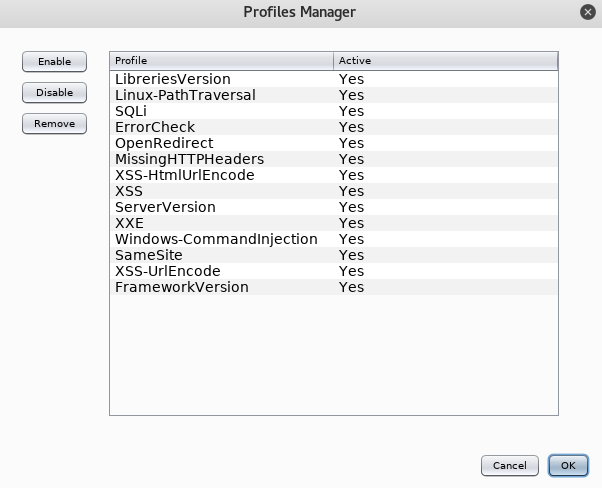 Profiles Manager
Enable
Disable
Remove
Profile Active
LibreriesVersion Yes
Linux-PathTraversal Yes
SQLi Yes
ErrorCheck Yes
OpenRedirect Yes
MissingHTTPHeaders Yes
XSS-HtmlUrlEncode Yes
XSS Yes
ServerVersion Yes
XXE Yes
Windows-CommandInjection Yes
SameSite Yes
XSS-UrlEncode Yes
FrameworkVersion Yes
Cancel OK